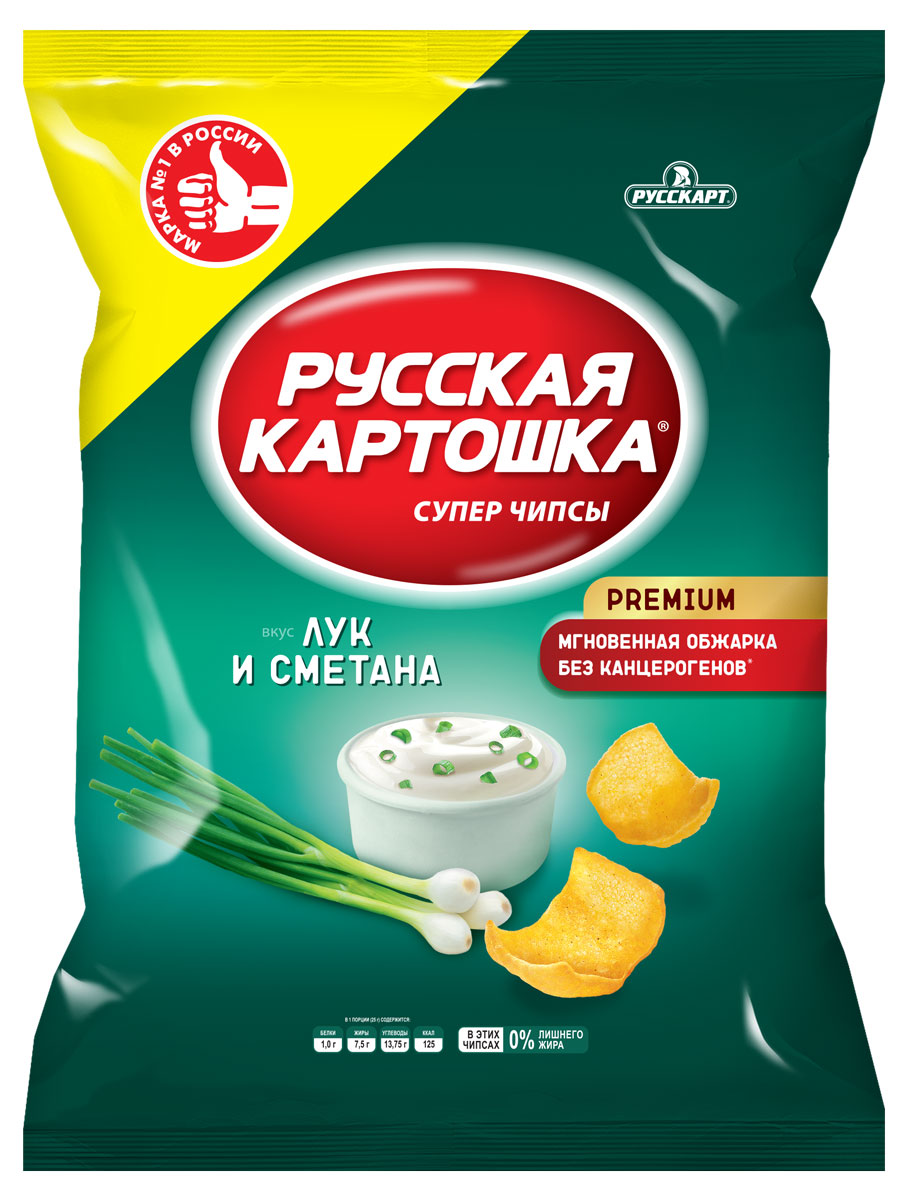 МАРКА №1 В РОССИИ
РУССКАРТ®
РУССКАЯ
КАРТОШКА®
СУПЕР ЧИПСЫ
PREMIUM
МГНОВЕННАЯ ОБЖАРКА
БЕЗ КАНЦЕРОГЕНОВ*
вкус ЛУК
И СМЕТАНА
В 1 ПОРЦИИ (25 г) СОДЕРЖИТСЯ:
БЕЛКИ ЖИРЫ УГЛЕВОДЫ ККАЛ
1,0 г 7,5 г 13,75 г 125
В ЭТИХ
ЧИПСАХ
0%
ЛИШНЕГО
ЖИРА